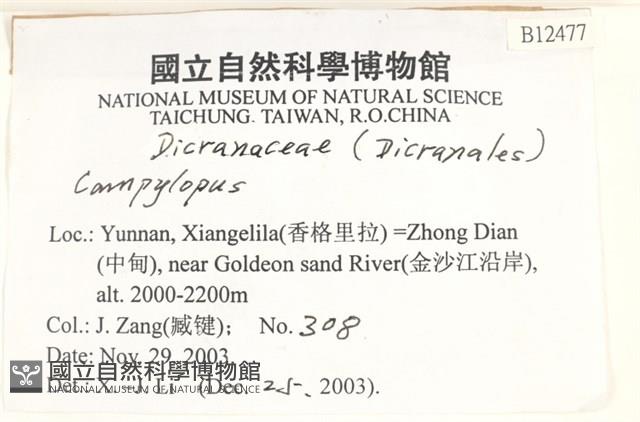 B12477
國立自然科學博物館
NATIONAL MUSEUM OF NATURAL SCIENCE
TAICHUNG. TAIWAN, R.O.CHINA
Dicranaceae (Dicranales)
Campylopus
Loc.: Yunnan, Xiangelila(香格里拉) =Zhong Dian
(中甸), near Goldeon sand River(金沙江沿岸),
alt. 2000-2200m
Col.: J. Zang(臧键); No. 308
Date: Nov. 29, 2003
國立自然科學博物館
NATIONAL MUSEUM OF NATURAL SCIENCE
Det.: (Dec. 25, 2003).